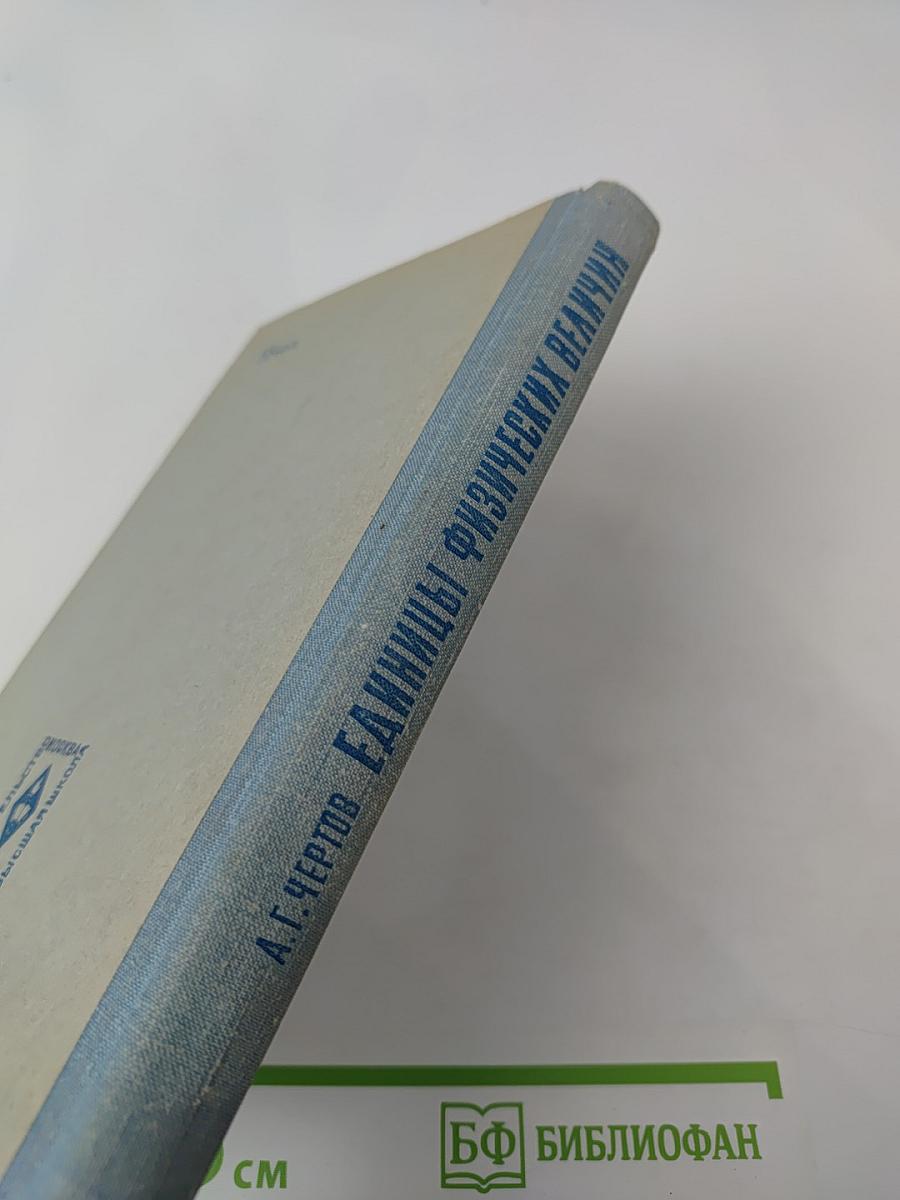 А. Г. ЧЕРТОВ ЕДИНИЦЫ ФИЗИЧЕСКИХ ВЕЛИЧИН
МОСКВА
ВЫСШАЯ ШКОЛА
СМ
БФ БИБЛИОФАН